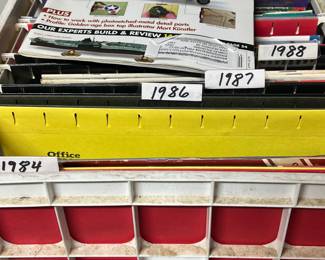 PLUS
• How to work with photoetched-metal detail parts
• Profile: Golden-age box top illustrator Mort Künstler
OUR EXPERTS BUILD & REVIEW
1988
1987
1986
Office
1984